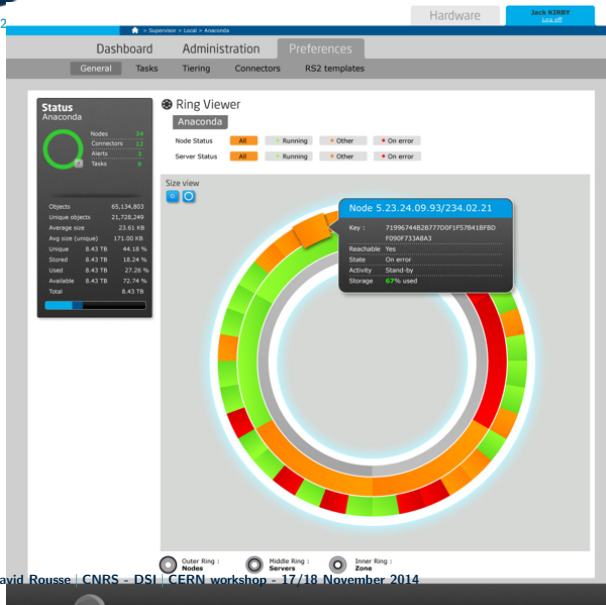 2
Hardware
Jack KIRBY
Log off
> Supervisor > Local > Anaconda
Dashboard Administration Preferences
General Tasks Tiering Connectors RS2 templates
Status
Anaconda
Nodes 24
Connectors 12
Alerts 3
Tasks
Objects 65,134,803
Unique objects 21,728,249
Average size 23.61 KB
Avg size (unique) 171.00 KB
Unique 8.43 TB 44.18 %
Stored 8.43 TB 18.24 %
Used 8.43 TB 27.26 %
Available 8.43 TB 72.74 %
Total 8.43 TB
Ring Viewer
Anaconda
Node Status All Running Other On error
Server Status All Running Other On error
Size view
Node 5.23.24.09.93/234.02.21
Key : 71996744B2B777D0F1F57B41BFBD
F090F733A8A3
Reachable Yes
State On error
Activity Stand-by
Storage 67% used
Outer Ring :
Nodes
Middle Ring :
Servers
Inner Ring :
Zone
avid Rousse | CNRS - DSI | CERN workshop - 17/18 November 2014